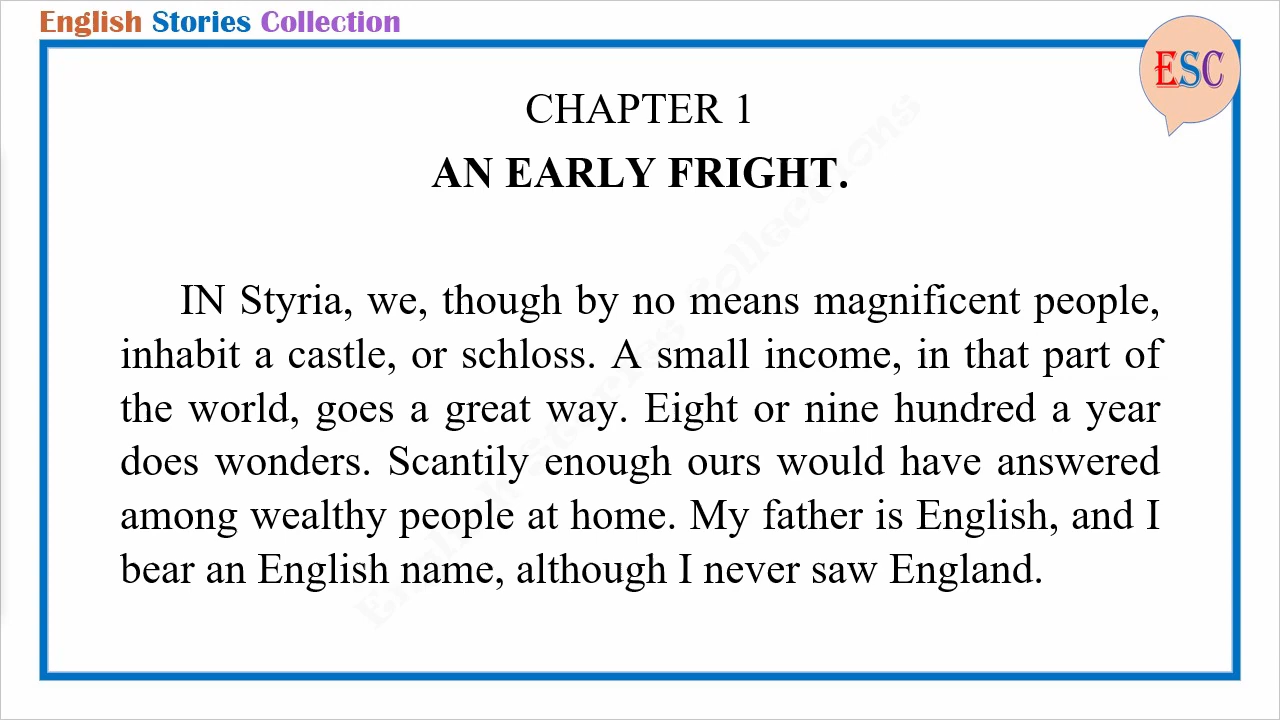 English Stories Collection
ESC
CHAPTER 1
AN EARLY FRIGHT.
IN Styria, we, though by no means magnificent people,
inhabit a castle, or schloss. A small income, in that part of
the world, goes a great way. Eight or nine hundred a year
does wonders. Scantily enough ours would have answered
among wealthy people at home. My father is English, and I
bear an English name, although I never saw England.
English Stories Collections